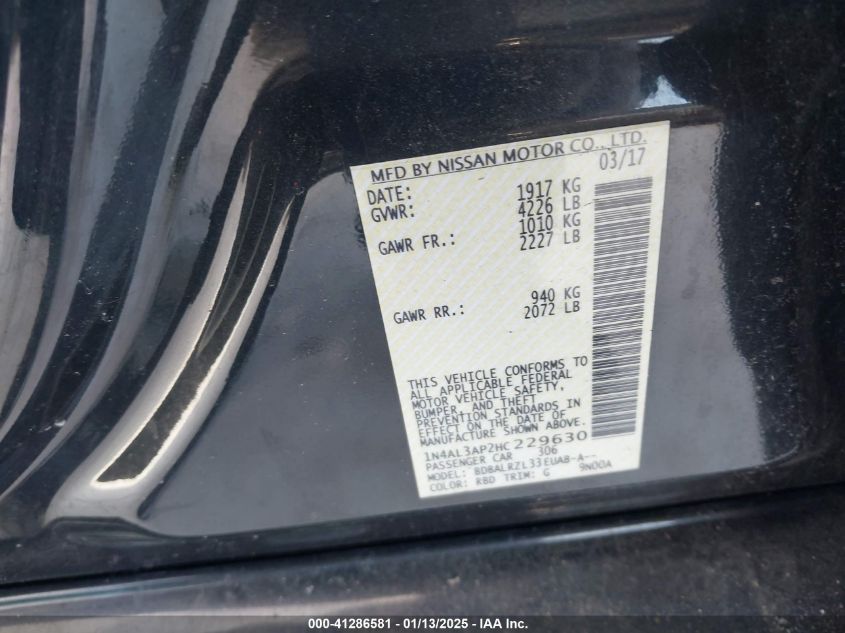 MFD BY NISSAN MOTOR CO., LTD.
DATE: 03/17
GVWR: 1917 KG
4226 LB
GAWR FR.: 1010 KG
2227 LB
GAWR RR.: 940 KG
2072 LB
THIS VEHICLE CONFORMS TO
ALL APPLICABLE FEDERAL
MOTOR VEHICLE SAFETY,
BUMPER, AND THEFT
PREVENTION STANDARDS IN
EFFECT ON THE DATE OF
MANUFACTURE SHOWN ABOVE.
1N4AL3AP2HC229630
PASSENGER CAR 306
MODEL: BDBALRZL33EUAB-A--
COLOR: RBD TRIM: G 9N00A
000-41286581 — 01/13/2025 — IAA Inc.